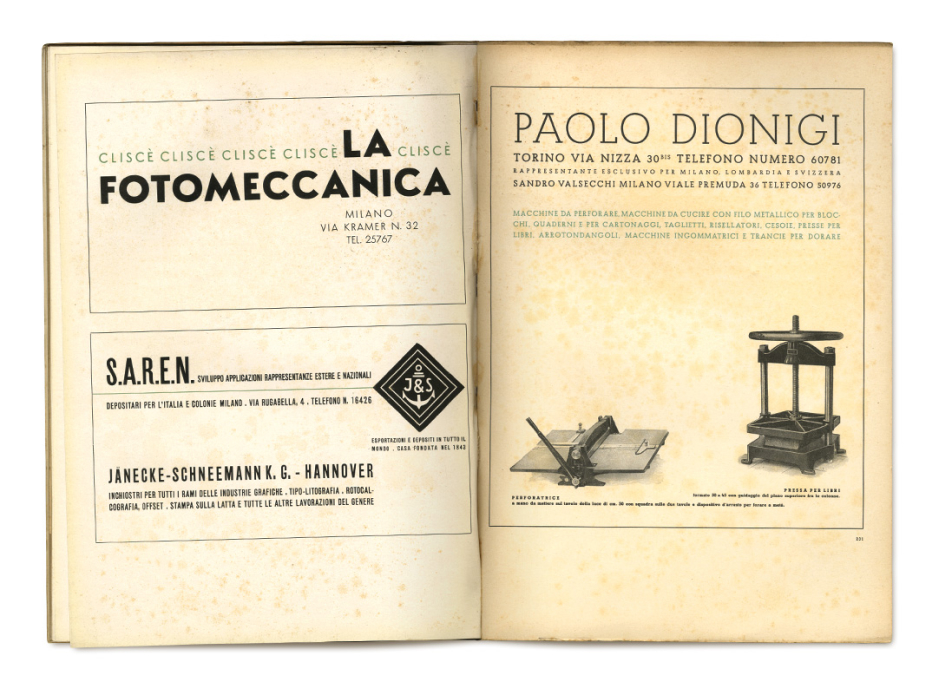 CLISCÈ CLISCÈ CLISCÈ CLISCÈ LA CLISCÈ
FOTOMECCANICA
MILANO
VIA KRAMER N. 32
TEL. 25767
S.A.R.E.N. SVILUPPO APPLICAZIONI RAPPRESENTANZE ESTERE E NAZIONALI
DEPOSITARI PER L'ITALIA E COLONIE MILANO . VIA RUGABELLA, 4 . TELEFONO N. 16426
J&S
ESPORTAZIONI E DEPOSITI IN TUTTO IL
MONDO . CASA FONDATA NEL 1843
JÄNECKE-SCHNEEMANN K. G. - HANNOVER
INCHIOSTRI PER TUTTI I RAMI DELLE INDUSTRIE GRAFICHE . TIPO-LITOGRAFIA . ROTOCAL-
COGRAFIA, OFFSET . STAMPA SULLA LATTA E TUTTE LE ALTRE LAVORAZIONI DEL GENERE
PAOLO DIONIGI
TORINO VIA NIZZA 30 BIS TELEFONO NUMERO 60781
RAPPRESENTANTE ESCLUSIVO PER MILANO, LOMBARDIA E SVIZZERA
SANDRO VALSECCHI MILANO VIALE PREMUDA 36 TELEFONO 50976
MACCHINE DA PERFORARE, MACCHINE DA CUCIRE CON FILO METALLICO PER BLOC-
CHI, QUADERNI E PER CARTONAGGI, TAGLIETTI, RISELLATORI, CESOIE, PRESSE PER
LIBRI, ARROTONDANGOLI, MACCHINE INGOMMATRICI E TRANCIE PER DORARE
PERFORATRICE
a mano da mettere sul tavolo della luce di cm. 50 con squadra mile due tavole e dispositivo d'arresto per forare a metà.
PRESSA PER LIBRI
formato 30 x 45 con guidaggio del piano superiore fra le colonne.